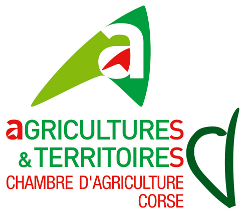 a
aGRICULTURES
& TERRITOIRES
CHAMBRE D'AGRICULTURE
CORSE